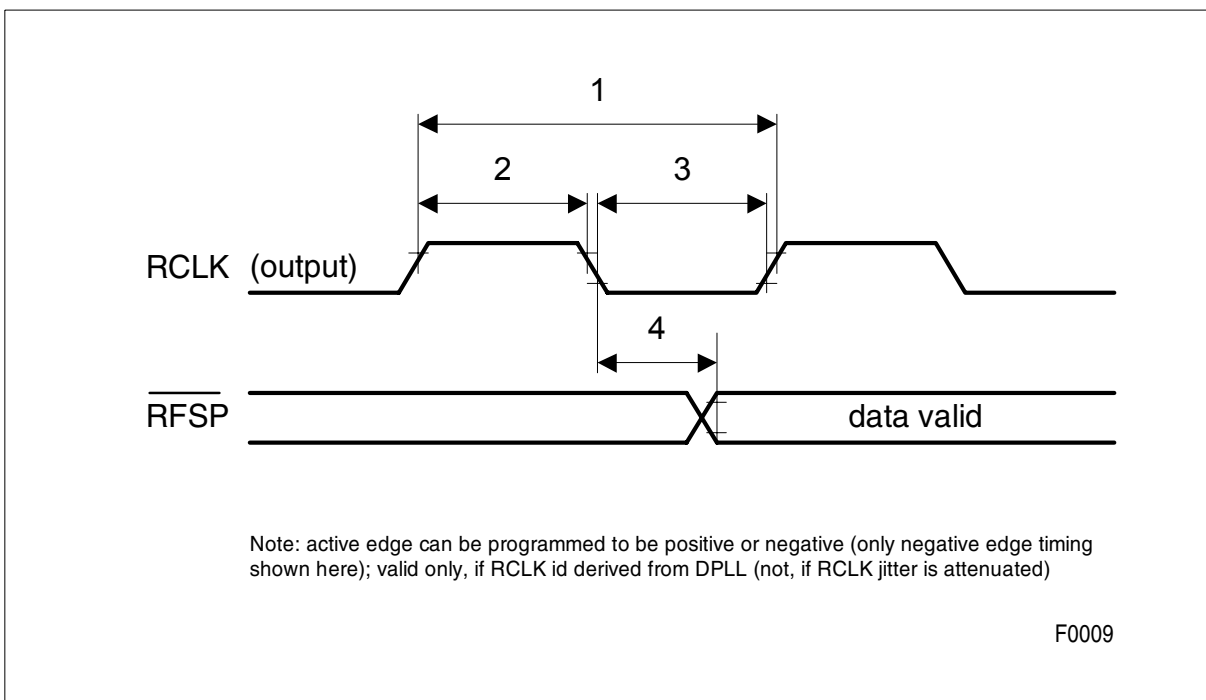 1
2 3
RCLK (output)
4
RFSP data valid
Note: active edge can be programmed to be positive or negative (only negative edge timing
shown here); valid only, if RCLK id derived from DPLL (not, if RCLK jitter is attenuated)
F0009